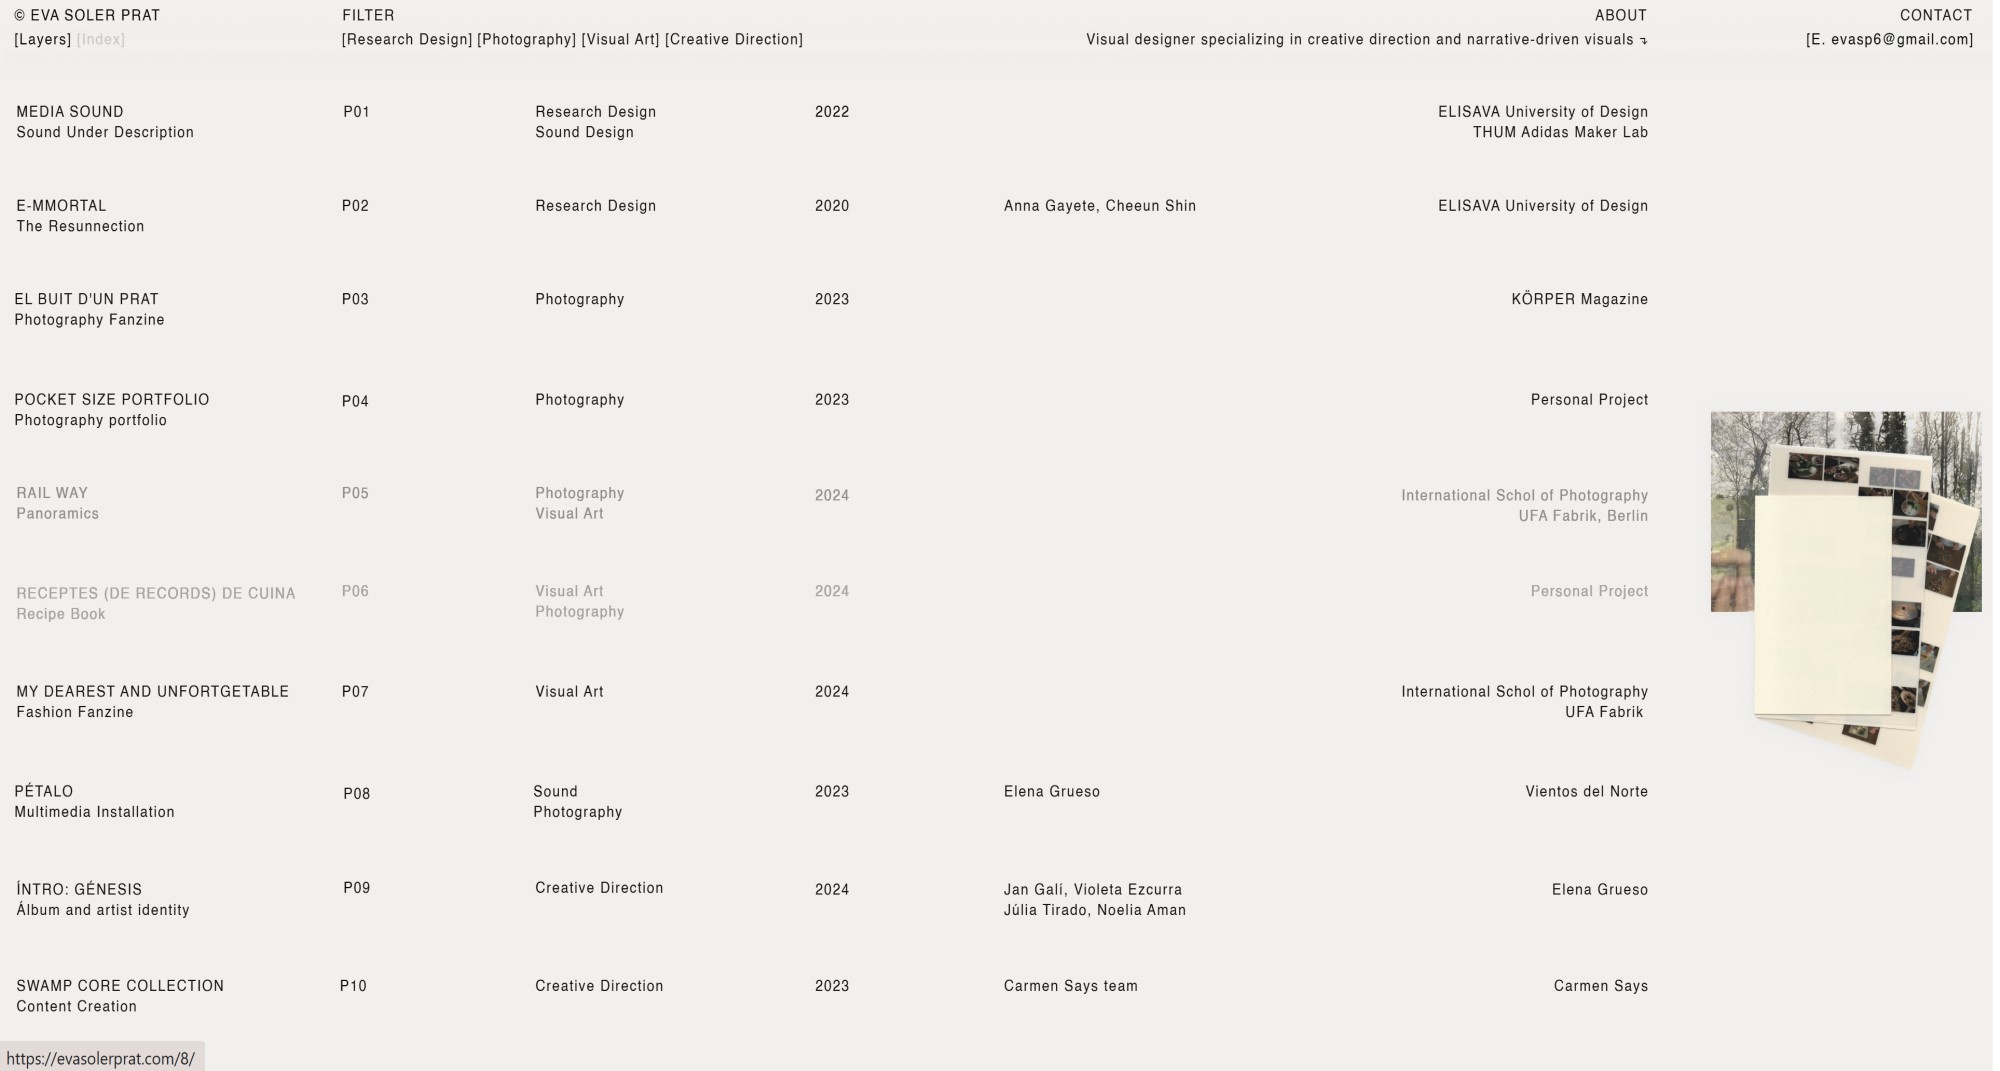 © EVA SOLER PRAT
[Layers] [Index]
FILTER
[Research Design] [Photography] [Visual Art] [Creative Direction]
ABOUT
Visual designer specializing in creative direction and narrative-driven visuals ⤵
CONTACT
[E. evasp6@gmail.com]
MEDIA SOUND P01 Research Design 2022 ELISAVA University of Design
Sound Under Description Sound Design THUM Adidas Maker Lab
E-MMORTAL P02 Research Design 2020 Anna Gayete, Cheeun Shin ELISAVA University of Design
The Resunnection
EL BUIT D'UN PRAT P03 Photography 2023 KÖRPER Magazine
Photography Fanzine
POCKET SIZE PORTFOLIO P04 Photography 2023 Personal Project
Photography portfolio
RAIL WAY P05 Photography 2024 International Schol of Photography
Panoramics Visual Art UFA Fabrik, Berlin
RECEPTES (DE RECORDS) DE CUINA P06 Visual Art 2024 Personal Project
Recipe Book Photography
MY DEAREST AND UNFORTGETABLE P07 Visual Art 2024 International Schol of Photography
Fashion Fanzine UFA Fabrik
PÉTALO P08 Sound 2023 Elena Grueso Vientos del Norte
Multimedia Installation Photography
ÍNTRO: GÉNESIS P09 Creative Direction 2024 Jan Galí, Violeta Ezcurra Elena Grueso
Álbum and artist identity Júlia Tirado, Noelia Aman
SWAMP CORE COLLECTION P10 Creative Direction 2023 Carmen Says team Carmen Says
Content Creation
https://evasolerprat.com/8/